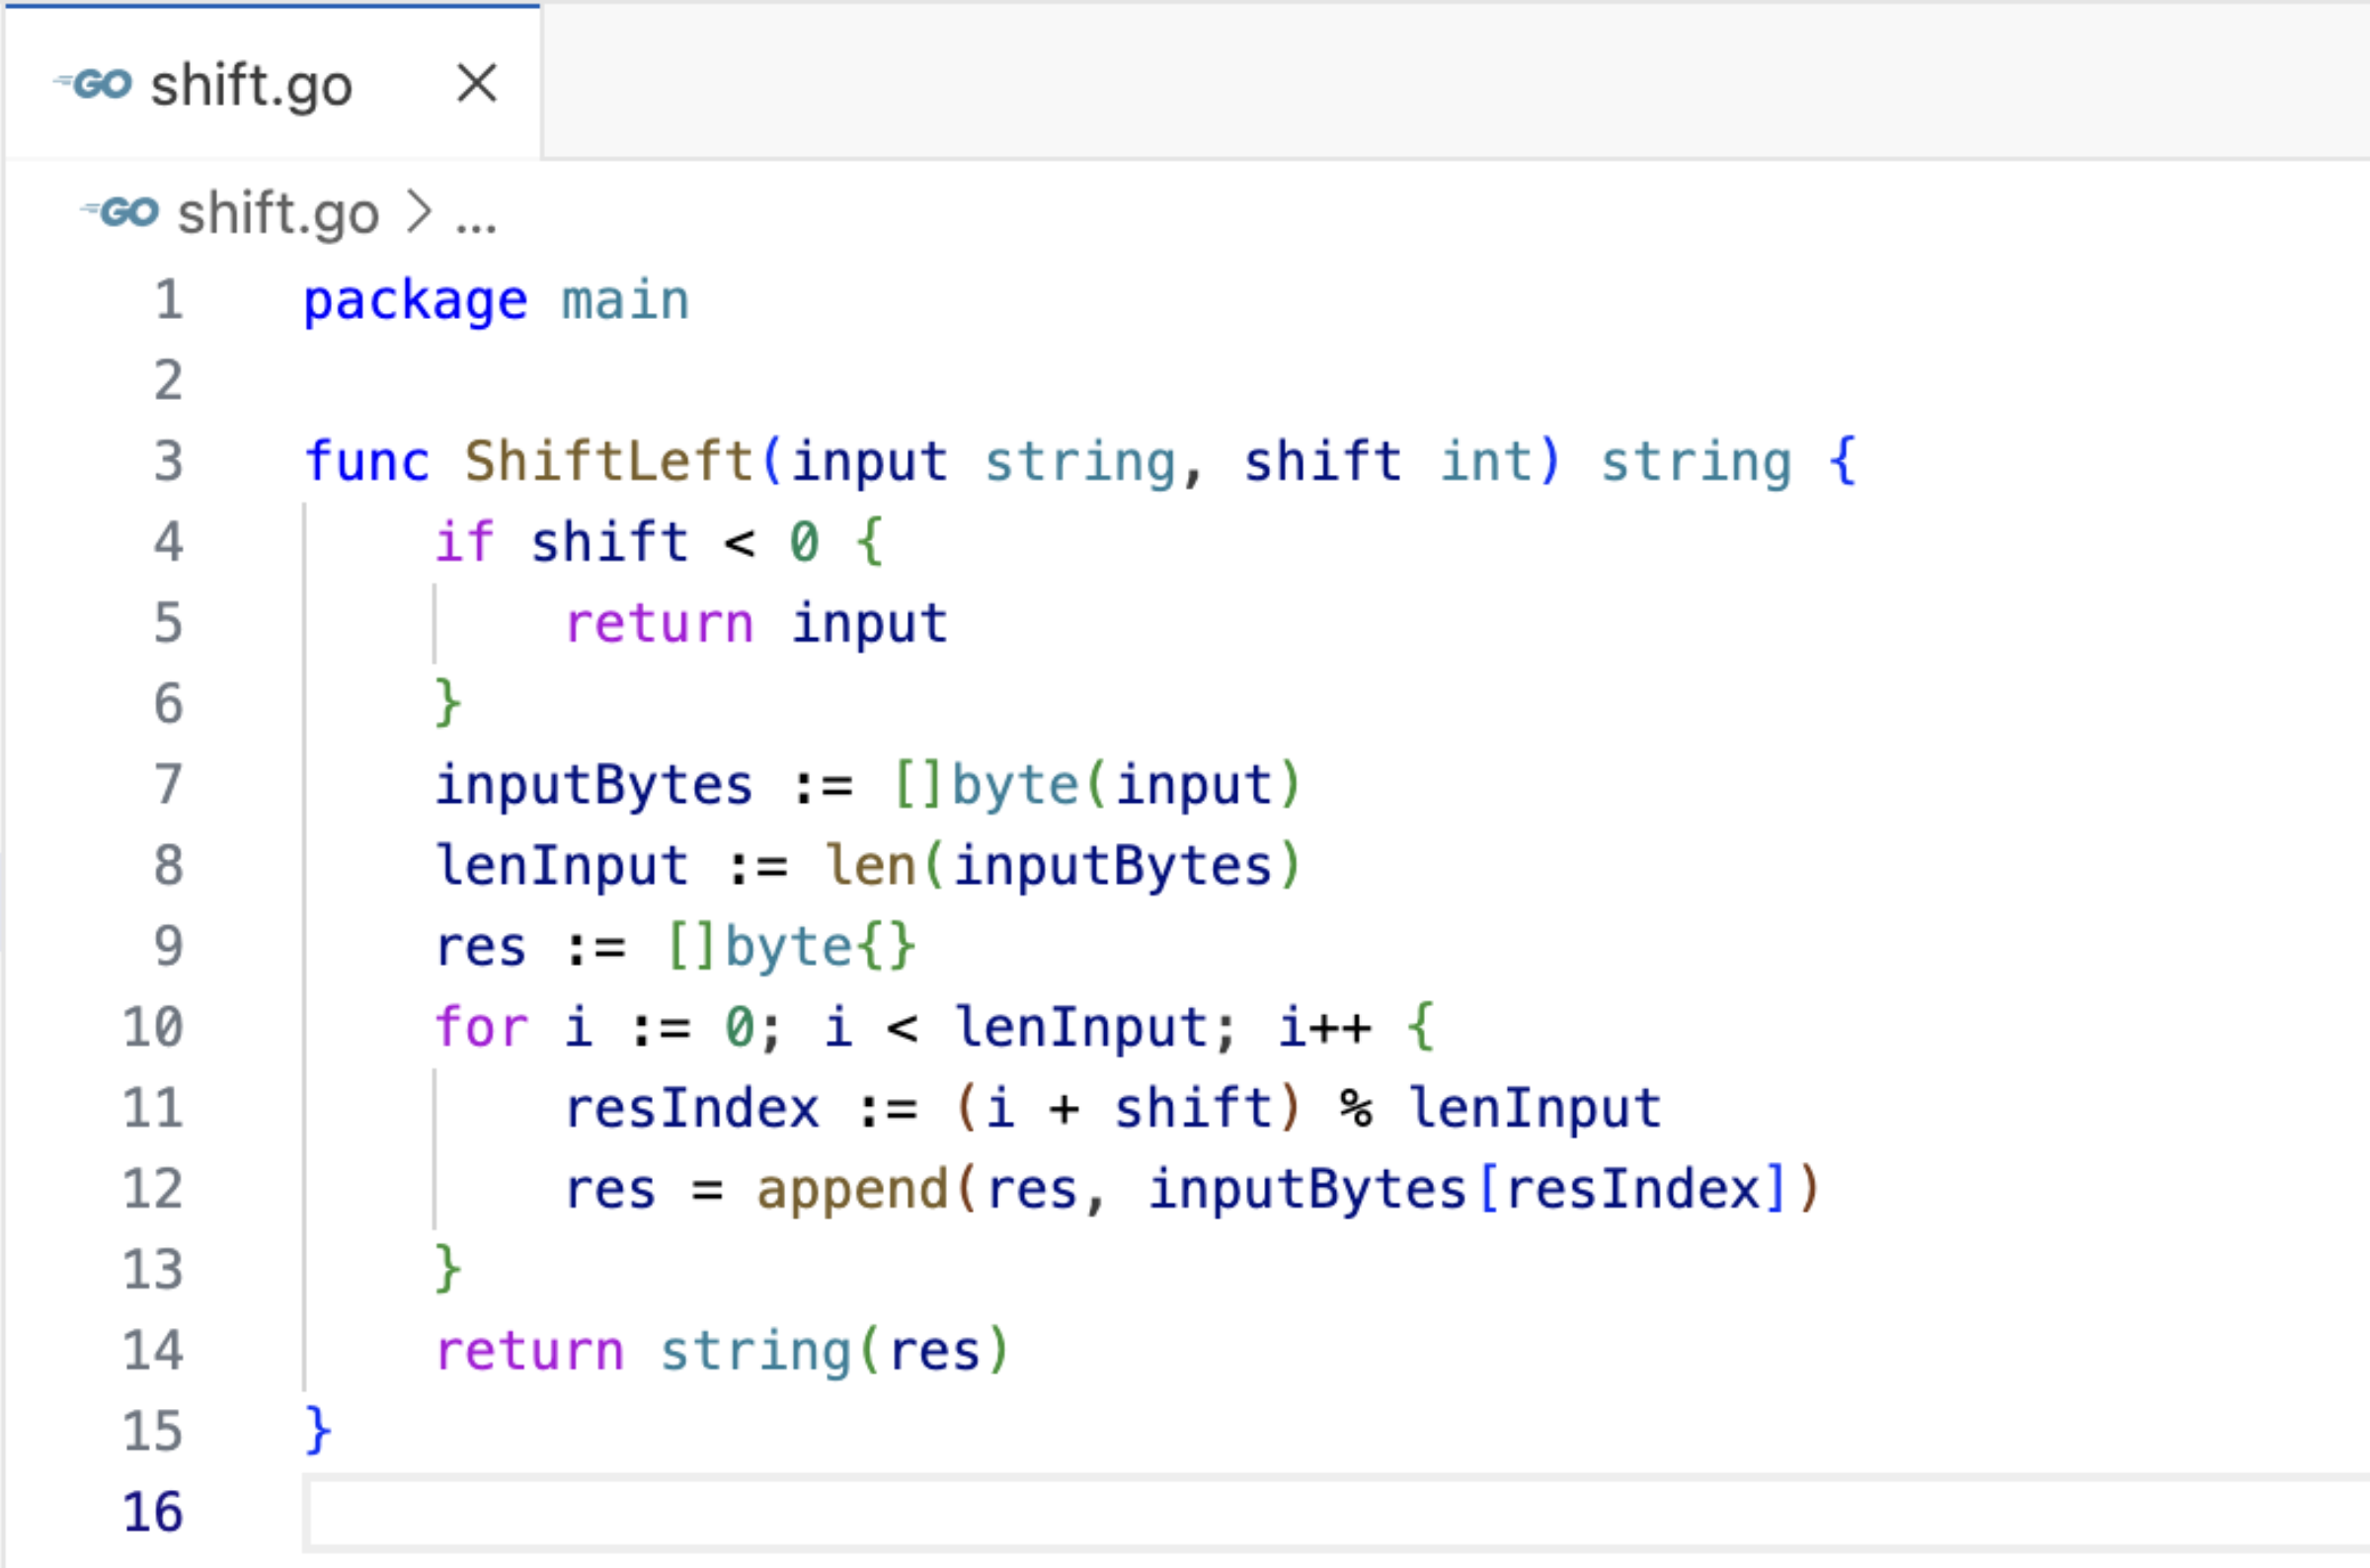 GO shift.go
GO shift.go > ...
1 package main
2
3 func ShiftLeft(input string, shift int) string {
4     if shift < 0 {
5         return input
6     }
7     inputBytes := []byte(input)
8     lenInput := len(inputBytes)
9     res := []byte{}
10     for i := 0; i < lenInput; i++ {
11         resIndex := (i + shift) % lenInput
12         res = append(res, inputBytes[resIndex])
13     }
14     return string(res)
15 }
16